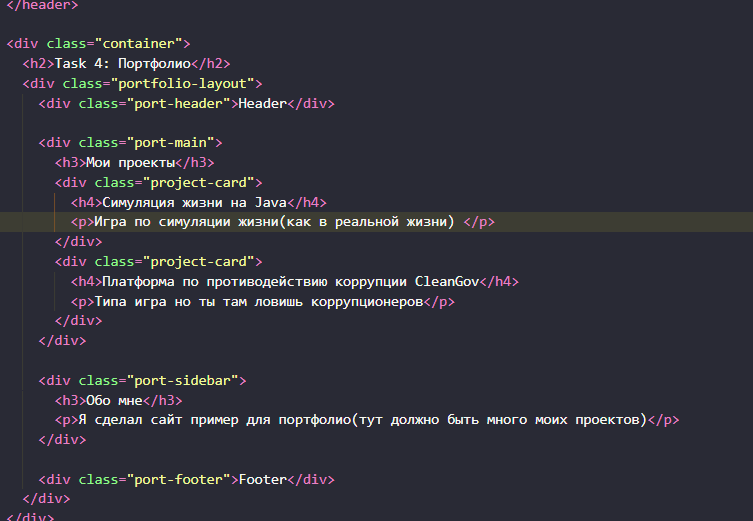 </header>
<div class="container">
<h2>Task 4: Портфолио</h2>
<div class="portfolio-layout">
<div class="port-header">Header</div>
<div class="port-main">
<h3>Мои проекты</h3>
<div class="project-card">
<h4>Симуляция жизни на Java</h4>
<p>Игра по симуляции жизни(как в реальной жизни) </p>
</div>
<div class="project-card">
<h4>Платформа по противодействию коррупции CleanGov</h4>
<p>Типа игра но ты там ловишь коррупционеров</p>
</div>
</div>
<div class="port-sidebar">
<h3>Обо мне</h3>
<p>Я сделал сайт пример для портфолио(тут должно быть много моих проектов)</p>
</div>
<div class="port-footer">Footer</div>
</div>
</div>